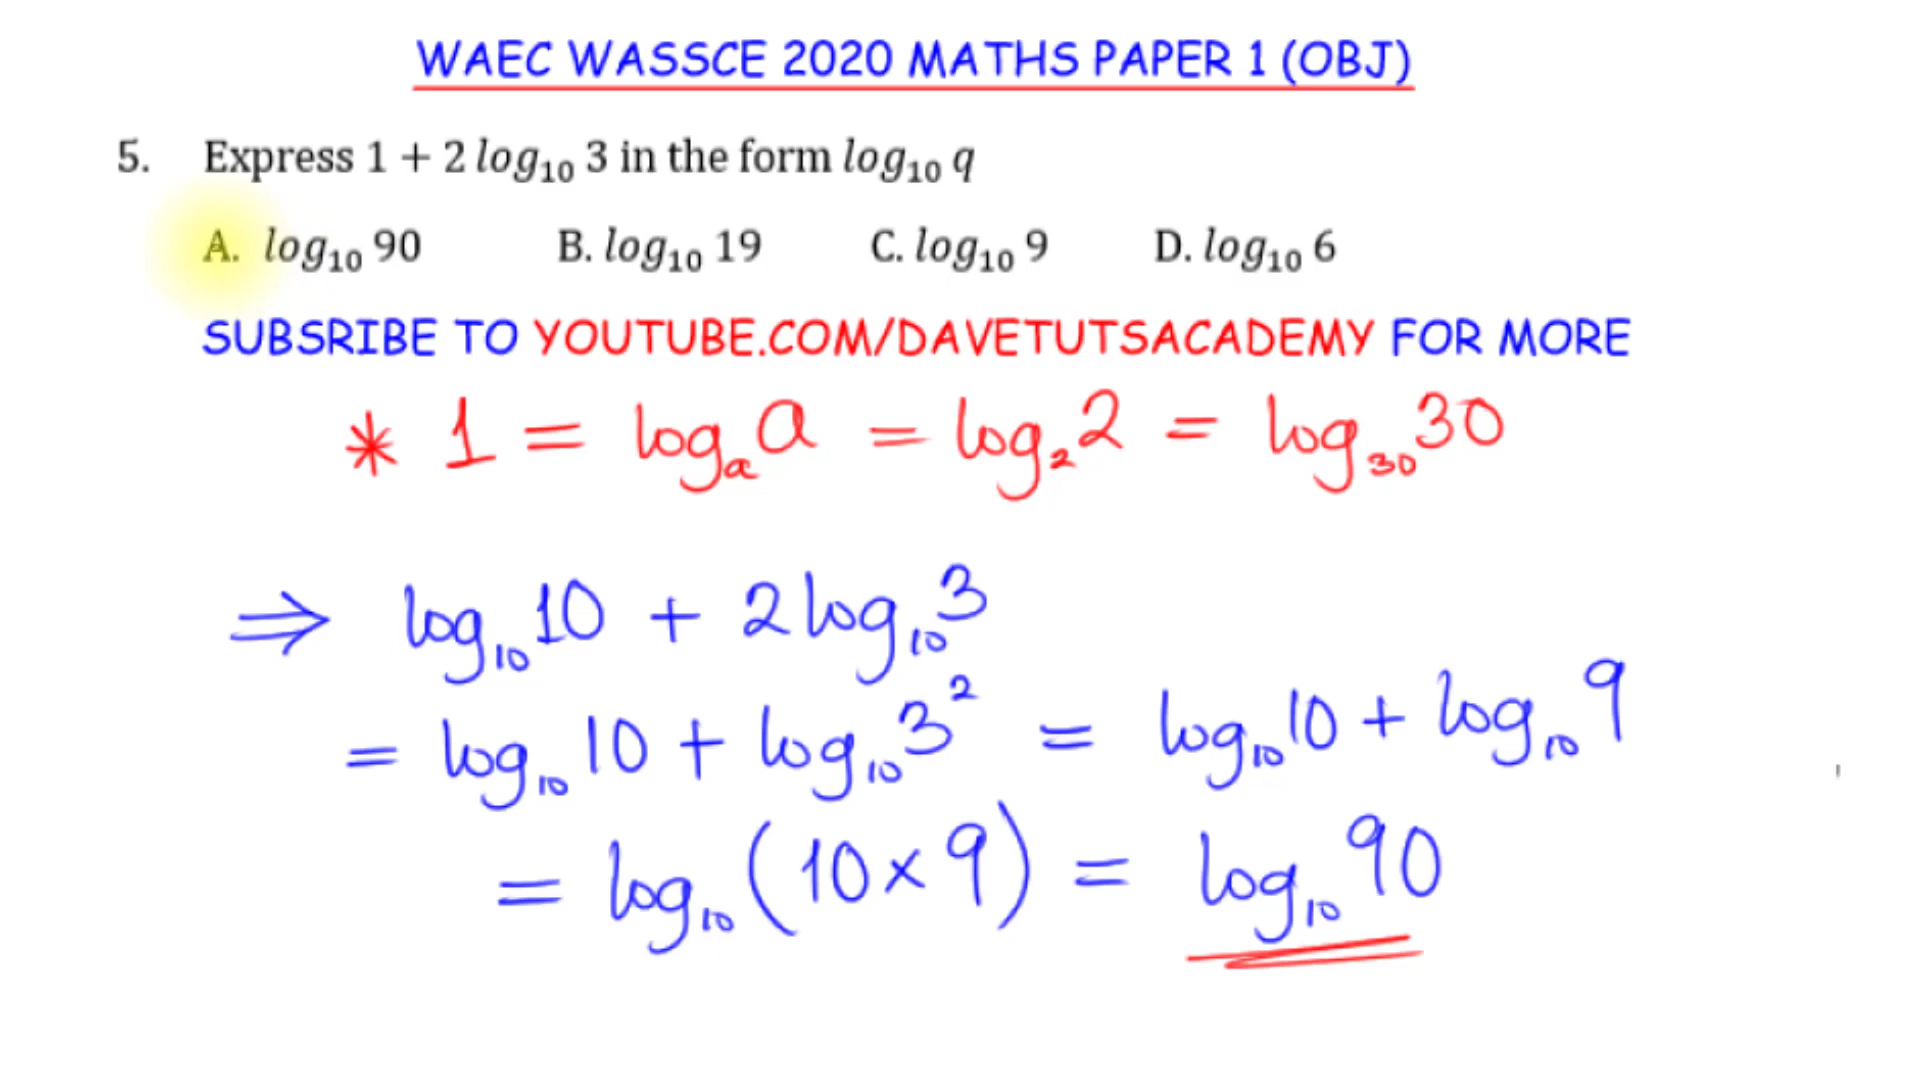 WAEC WASSCE 2020 MATHS PAPER 1 (OBJ)
5. Express 1 + 2 log₁₀ 3 in the form log₁₀ q
A. log₁₀ 90 B. log₁₀ 19 C. log₁₀ 9 D. log₁₀ 6
SUBSRIBE TO YOUTUBE.COM/DAVETUTSACADEMY FOR MORE
* 1 = logₐ a = log₂ 2 = log₃₀ 30
⇒ log₁₀ 10 + 2 log₁₀ 3
= log₁₀ 10 + log₁₀ 3² = log₁₀ 10 + log₁₀ 9
= log₁₀ (10 × 9) = log₁₀ 90